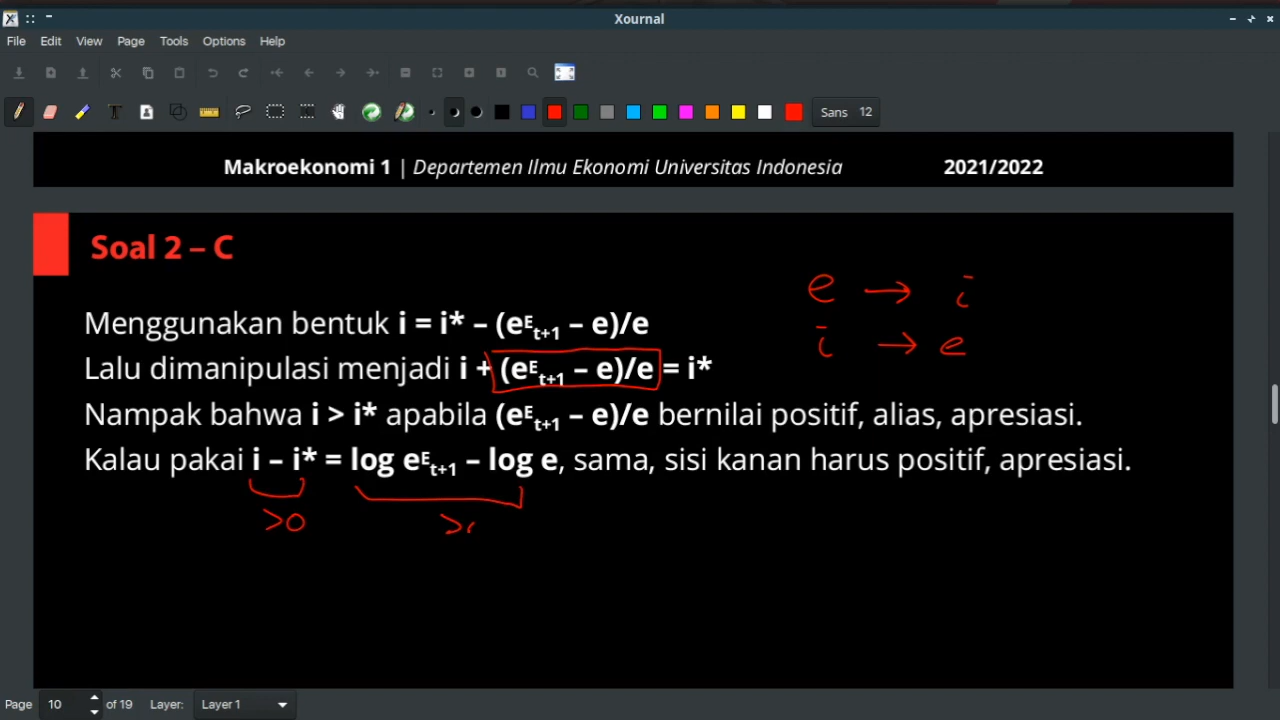 Xournal
File Edit View Page Tools Options Help
Sans 12
Makroekonomi 1 | Departemen Ilmu Ekonomi Universitas Indonesia 2021/2022
Soal 2 – C
e → i
Menggunakan bentuk i = i* – (eᴱt+1 – e)/e
i → e
Lalu dimanipulasi menjadi i + (eᴱt+1 – e)/e = i*
Nampak bahwa i > i* apabila (eᴱt+1 – e)/e bernilai positif, alias, apresiasi.
Kalau pakai i – i* = log eᴱt+1 – log e, sama, sisi kanan harus positif, apresiasi.
>0 >
Page 10 of 19 Layer: Layer 1